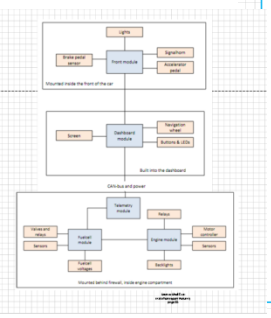 Lights
Brake pedal
sensor
Front module
Signalhorn
Accelerator
pedal
Mounted inside the front of the car
Screen
Dashboard
module
Navigation
wheel
Buttons & LEDs
Built into the dashboard
CAN-bus and power
Telemetry
module
Relays
Valves and
relays
Sensors
Fuelcell
module
Engine module
Motor
controller
Sensors
Fuelcell
voltages
Backlights
Mounted behind firewall, inside engine compartment